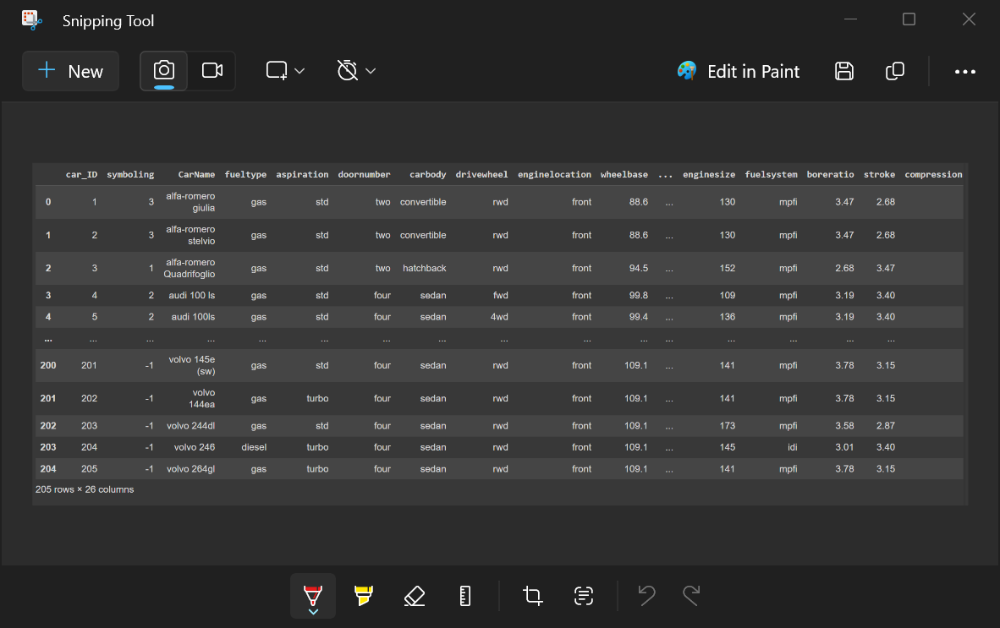 Snipping Tool
New
Edit in Paint
car_ID symboling CarName fueltype aspiration doornumber carbody drivewheel enginelocation wheelbase ... enginesize fuelsystem boreratio stroke compression
0 1 3 alfa-romero giulia gas std two convertible rwd front 88.6 ... 130 mpfi 3.47 2.68
1 2 3 alfa-romero stelvio gas std two convertible rwd front 88.6 ... 130 mpfi 3.47 2.68
2 3 1 alfa-romero Quadrifoglio gas std two hatchback rwd front 94.5 ... 152 mpfi 2.68 3.47
3 4 2 audi 100 ls gas std four sedan fwd front 99.8 ... 109 mpfi 3.19 3.40
4 5 2 audi 100ls gas std four sedan 4wd front 99.4 ... 136 mpfi 3.19 3.40
... ... ... ... ... ... ... ... ... ... ... ... ... ... ... ...
200 201 -1 volvo 145e (sw) gas std four sedan rwd front 109.1 ... 141 mpfi 3.78 3.15
201 202 -1 volvo 144ea gas turbo four sedan rwd front 109.1 ... 141 mpfi 3.78 3.15
202 203 -1 volvo 244dl gas std four sedan rwd front 109.1 ... 173 mpfi 3.58 2.87
203 204 -1 volvo 246 diesel turbo four sedan rwd front 109.1 ... 145 idi 3.01 3.40
204 205 -1 volvo 264gl gas turbo four sedan rwd front 109.1 ... 141 mpfi 3.78 3.15
205 rows × 26 columns